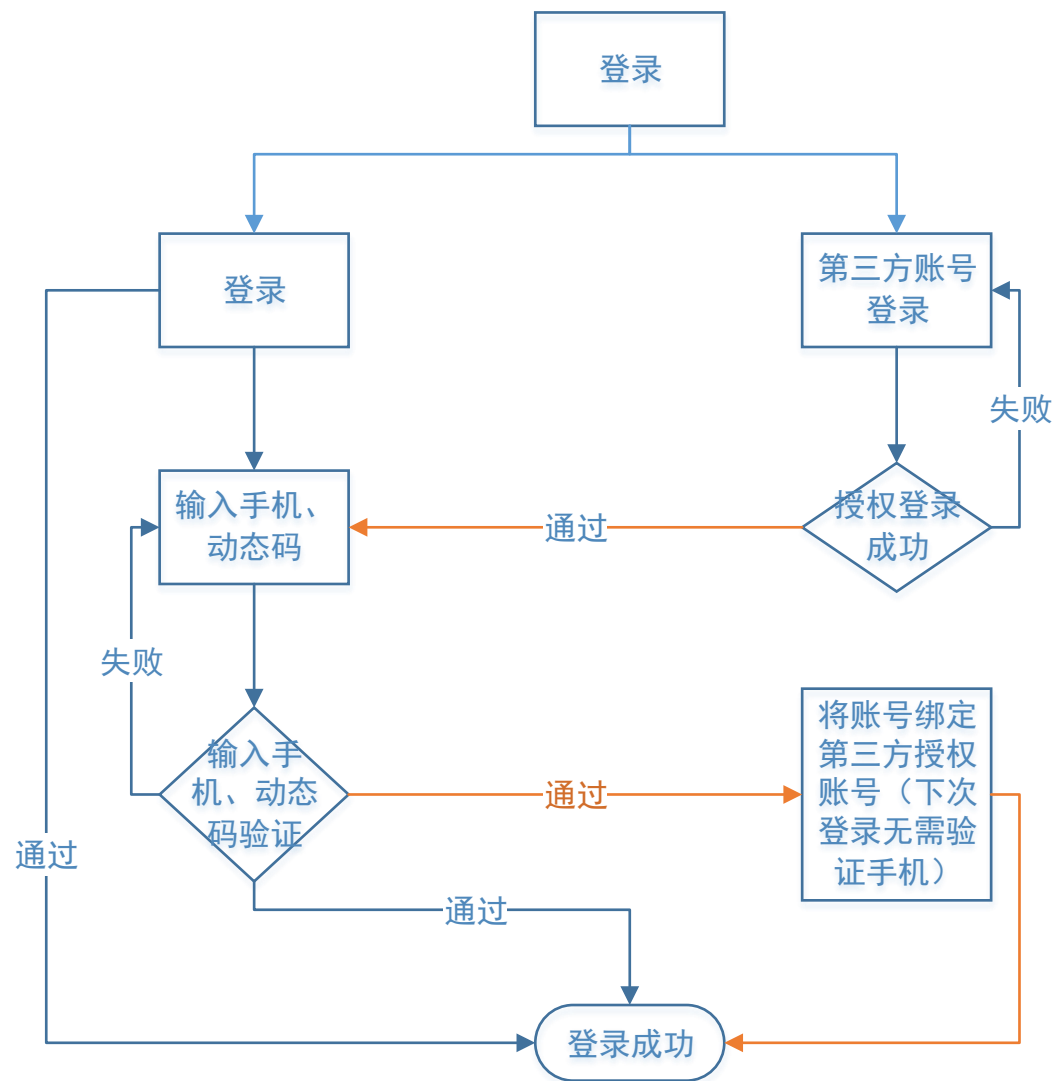 登录
登录
第三方账号
登录
失败
输入手机、
动态码
通过
授权登录
成功
失败
输入手
机、动态
码验证
通过
将账号绑定
第三方授权
账号（下次
登录无需验
证手机）
通过
通过
登录成功